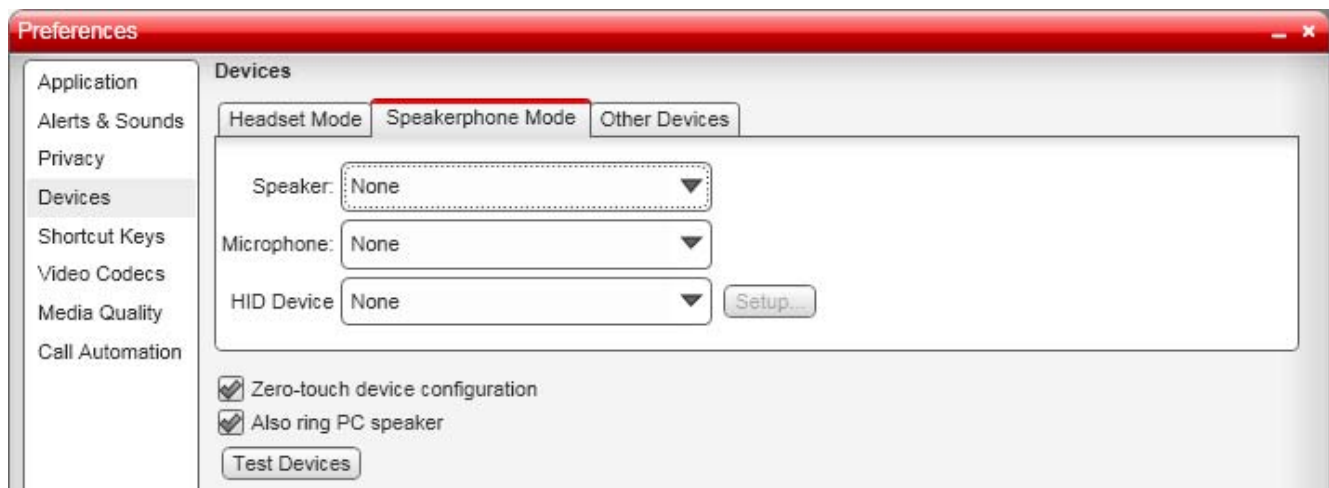 Preferences
Application
Alerts & Sounds
Privacy
Devices
Shortcut Keys
Video Codecs
Media Quality
Call Automation
Devices
Headset Mode Speakerphone Mode Other Devices
Speaker: None
Microphone: None
HID Device None Setup...
Zero-touch device configuration
Also ring PC speaker
Test Devices